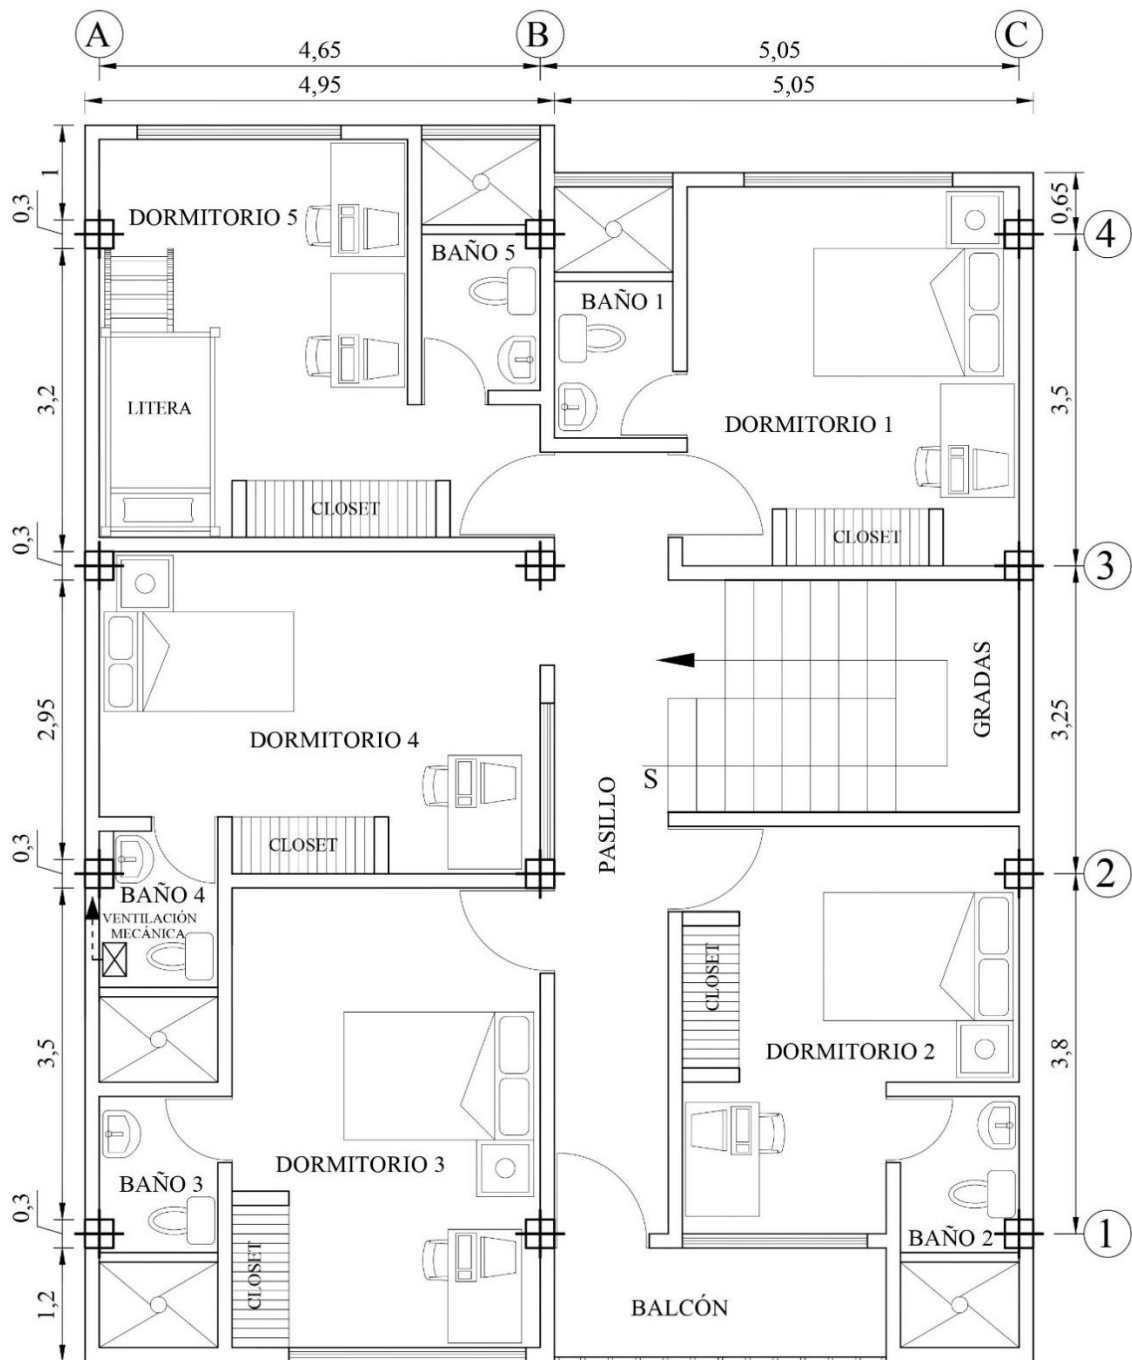 A
B
C
4,65
5,05
4,95
5,05
1
0,3
3,2
0,3
2,95
0,3
3,5
0,3
1,2
0,65
4
3,5
3
3,25
2
3,8
1
DORMITORIO 5
BAÑO 5
BAÑO 1
LITERA
DORMITORIO 1
CLOSET
CLOSET
DORMITORIO 4
GRADAS
S
PASILLO
CLOSET
BAÑO 4
VENTILACIÓN
MECÁNICA
CLOSET
DORMITORIO 2
DORMITORIO 3
BAÑO 3
BAÑO 2
CLOSET
BALCÓN